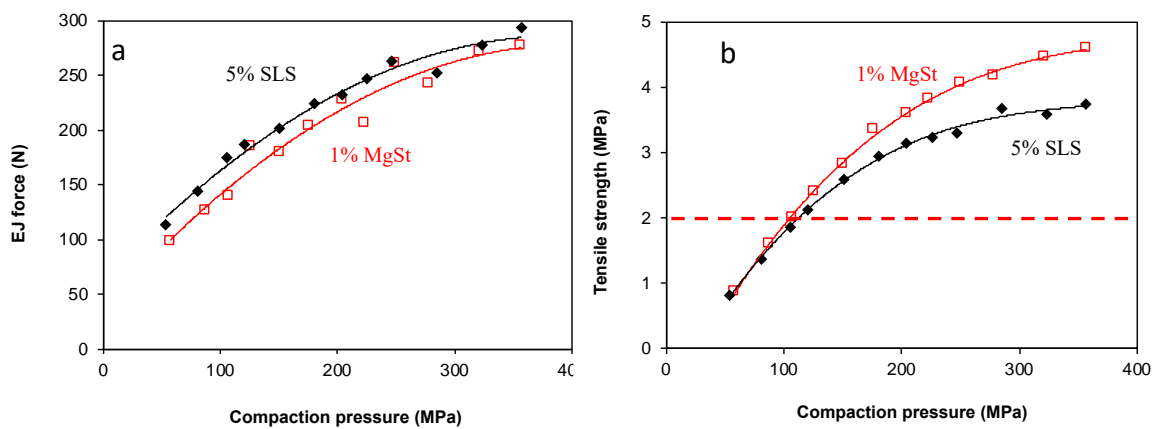 a
EJ force (N)
300
250
200
150
100
50
0
5% SLS
1% MgSt
0
100
200
300
40
Compaction pressure (MPa)
b
Tensile strength (MPa)
5
4
3
2
1
0
1% MgSt
5% SLS
0
100
200
300
400
Compaction pressure (MPa)